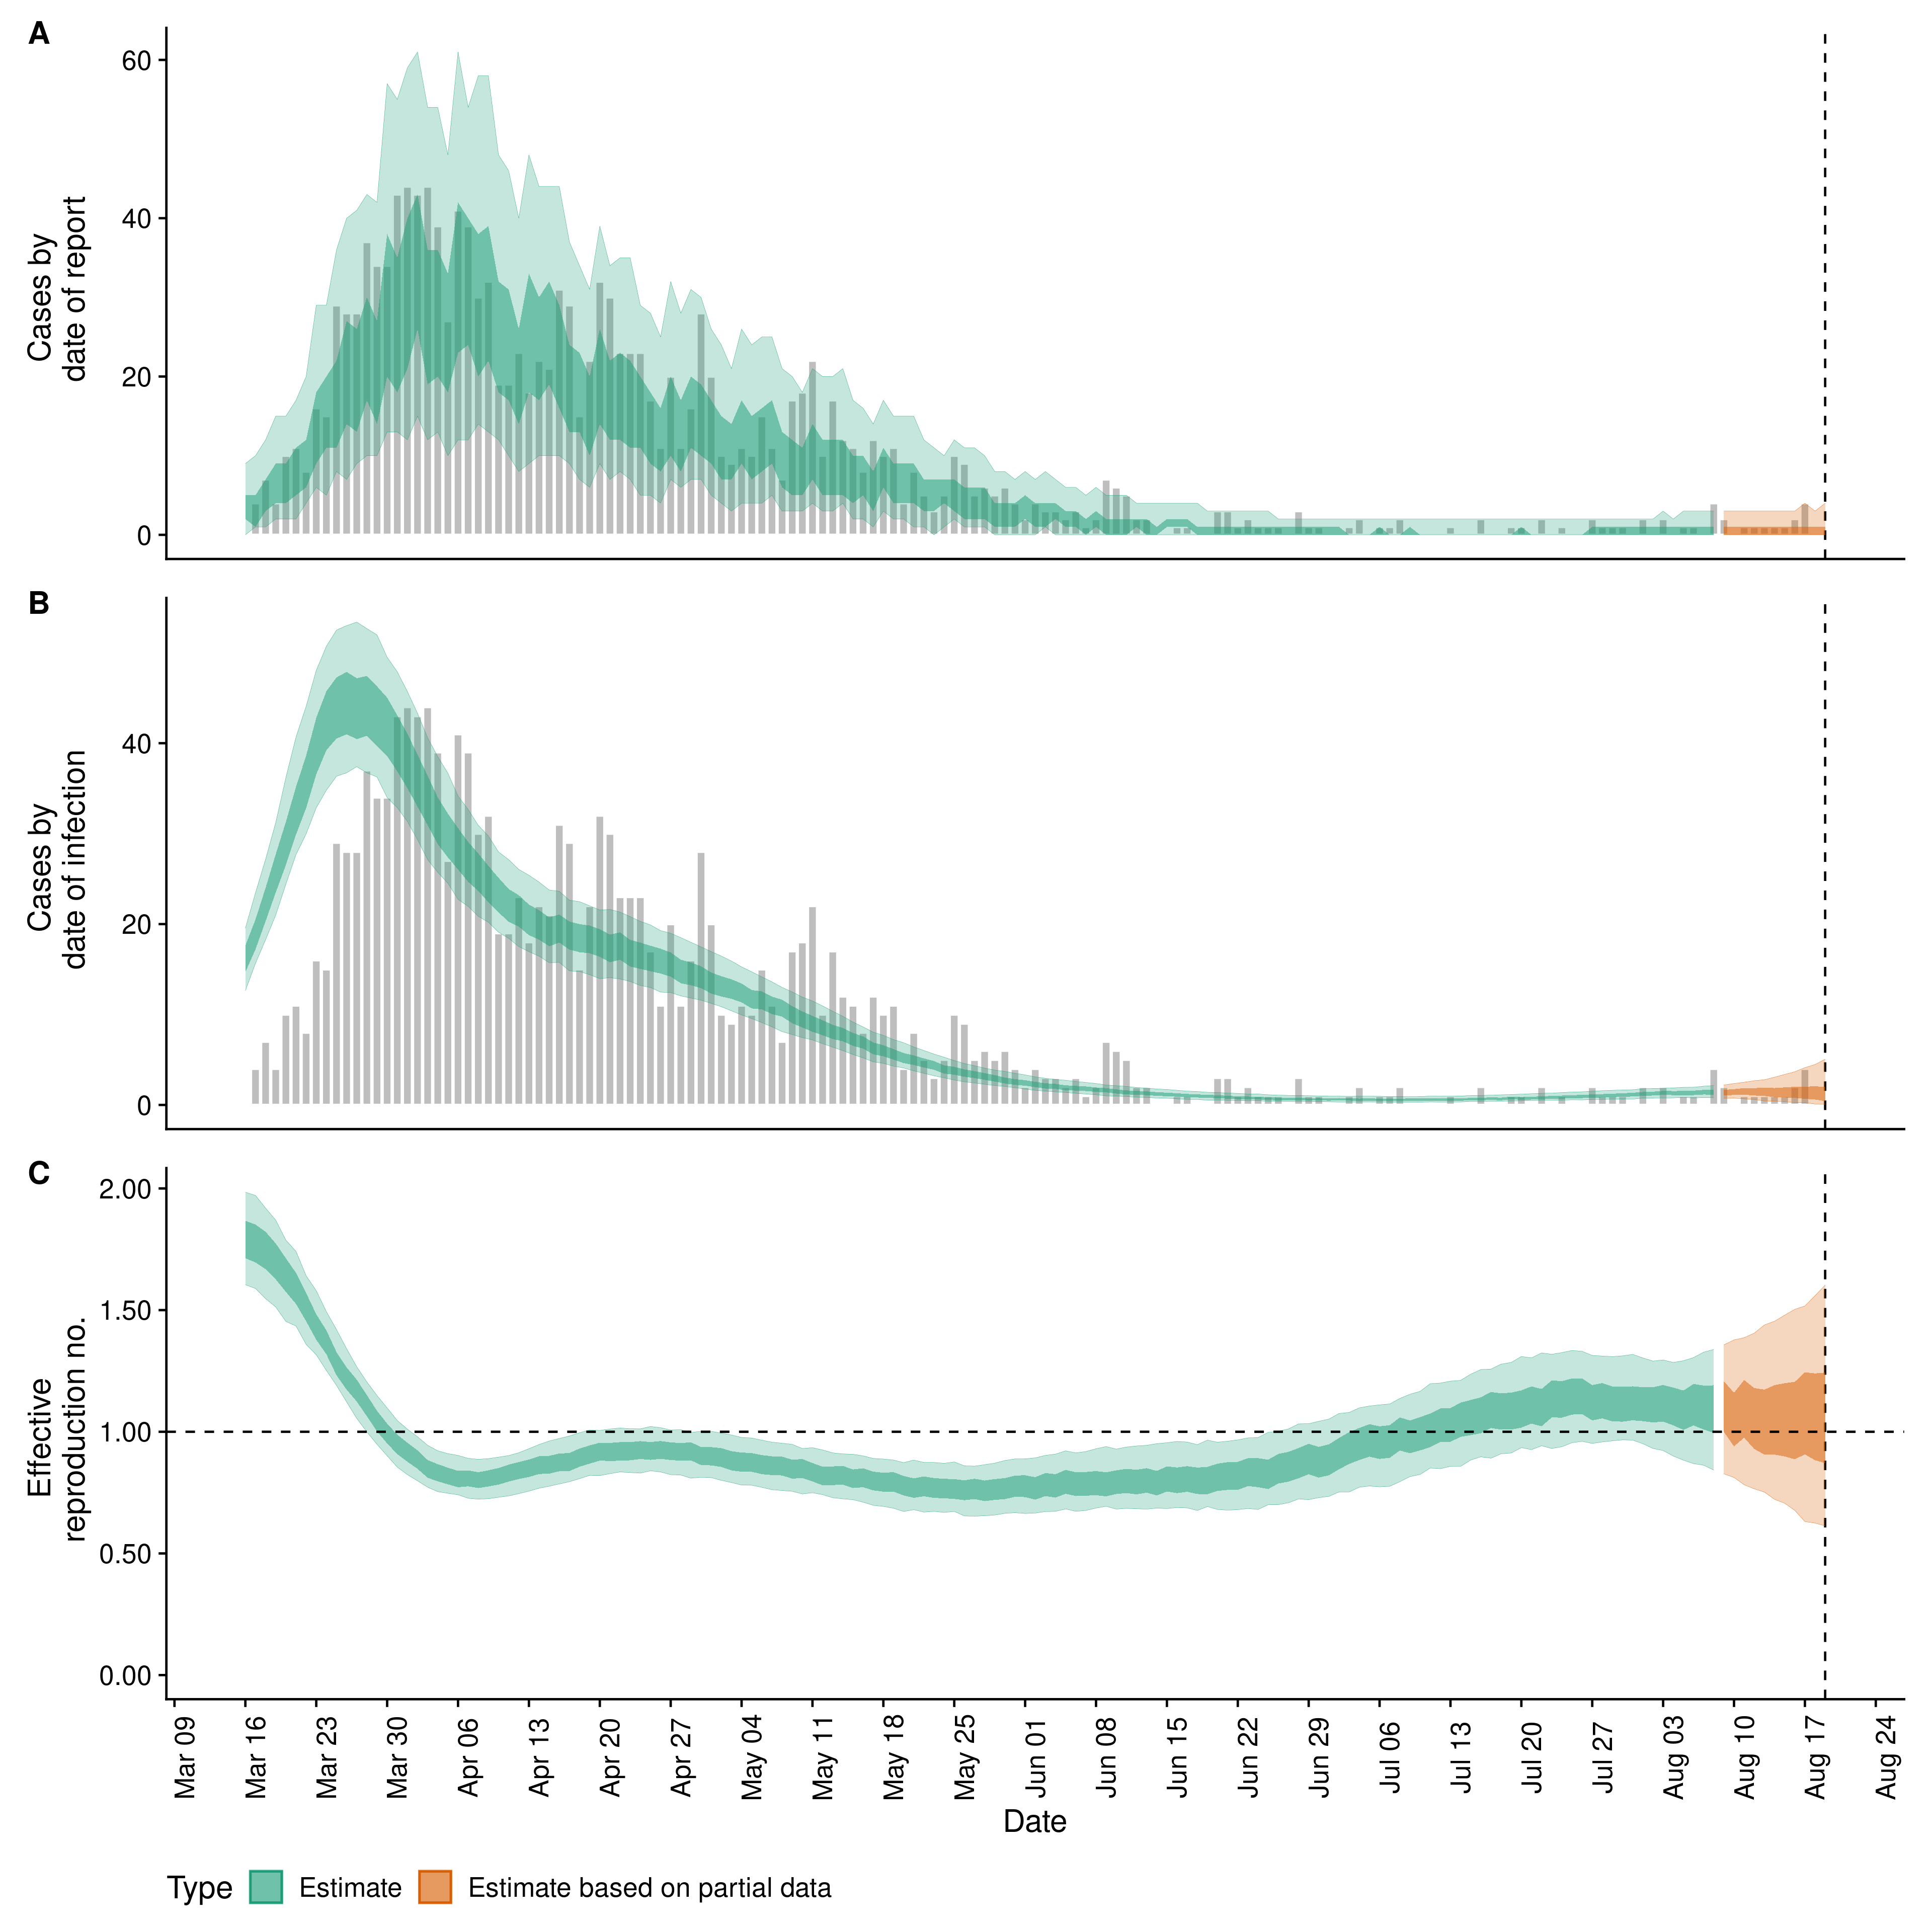 A
Cases by
date of report
60
40
20
0
B
Cases by
date of infection
40
20
0
C
Effective
reproduction no.
2.00
1.50
1.00
0.50
0.00
Mar 09
Mar 16
Mar 23
Mar 30
Apr 06
Apr 13
Apr 20
Apr 27
May 04
May 11
May 18
May 25
Jun 01
Jun 08
Jun 15
Jun 22
Jun 29
Jul 06
Jul 13
Jul 20
Jul 27
Aug 03
Aug 10
Aug 17
Aug 24
Date
Type Estimate Estimate based on partial data